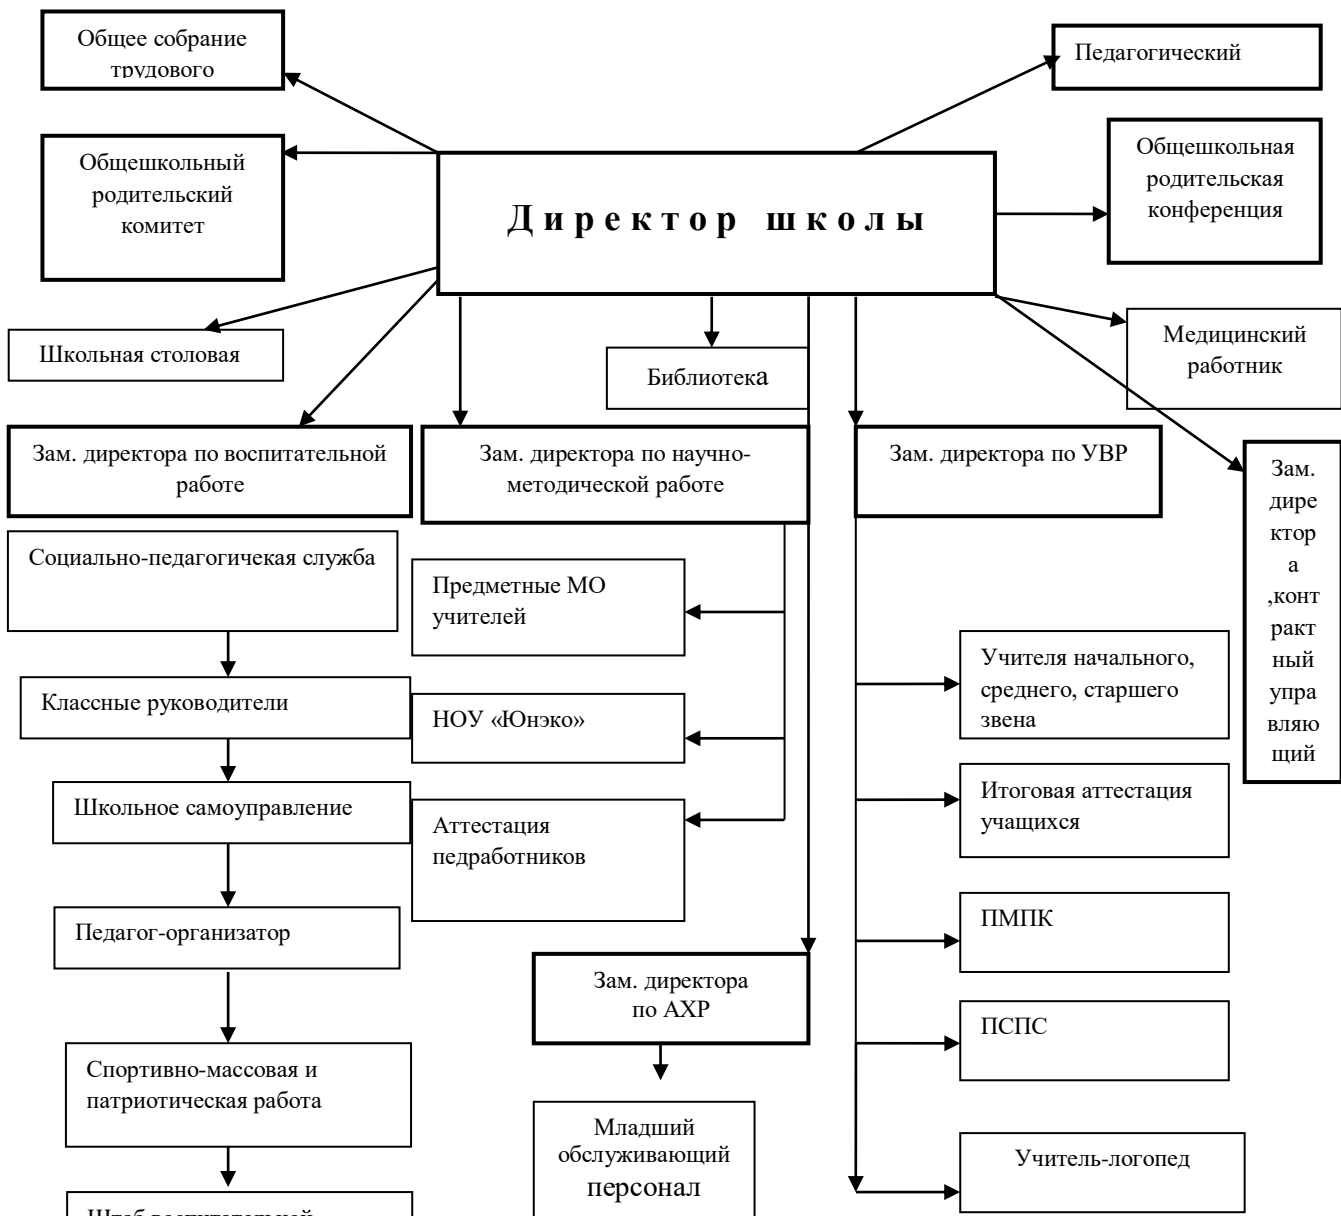 Общее собрание
трудового
Педагогический
Общешкольный
родительский
комитет
Директор школы
Общешкольная
родительская
конференция
Школьная столовая
Библиотека
Медицинский
работник
Зам. директора по воспитательной
работе
Зам. директора по научно-
методической работе
Зам. директора по УВР
Зам.
дире
ктор
а
,конт
ракт
ный
упра
вляю
щий
Социально-педагогичекая служба
Предметные МО
учителей
Учителя начального,
среднего, старшего
звена
Классные руководители
НОУ «Юнэко»
Школьное самоуправление
Аттестация
педработников
Итоговая аттестация
учащихся
Педагог-организатор
ПМПК
Зам. директора
по АХР
ПСПС
Спортивно-массовая и
патриотическая работа
Младший
обслуживающий
персонал
Учитель-логопед
Штаб воспитательной